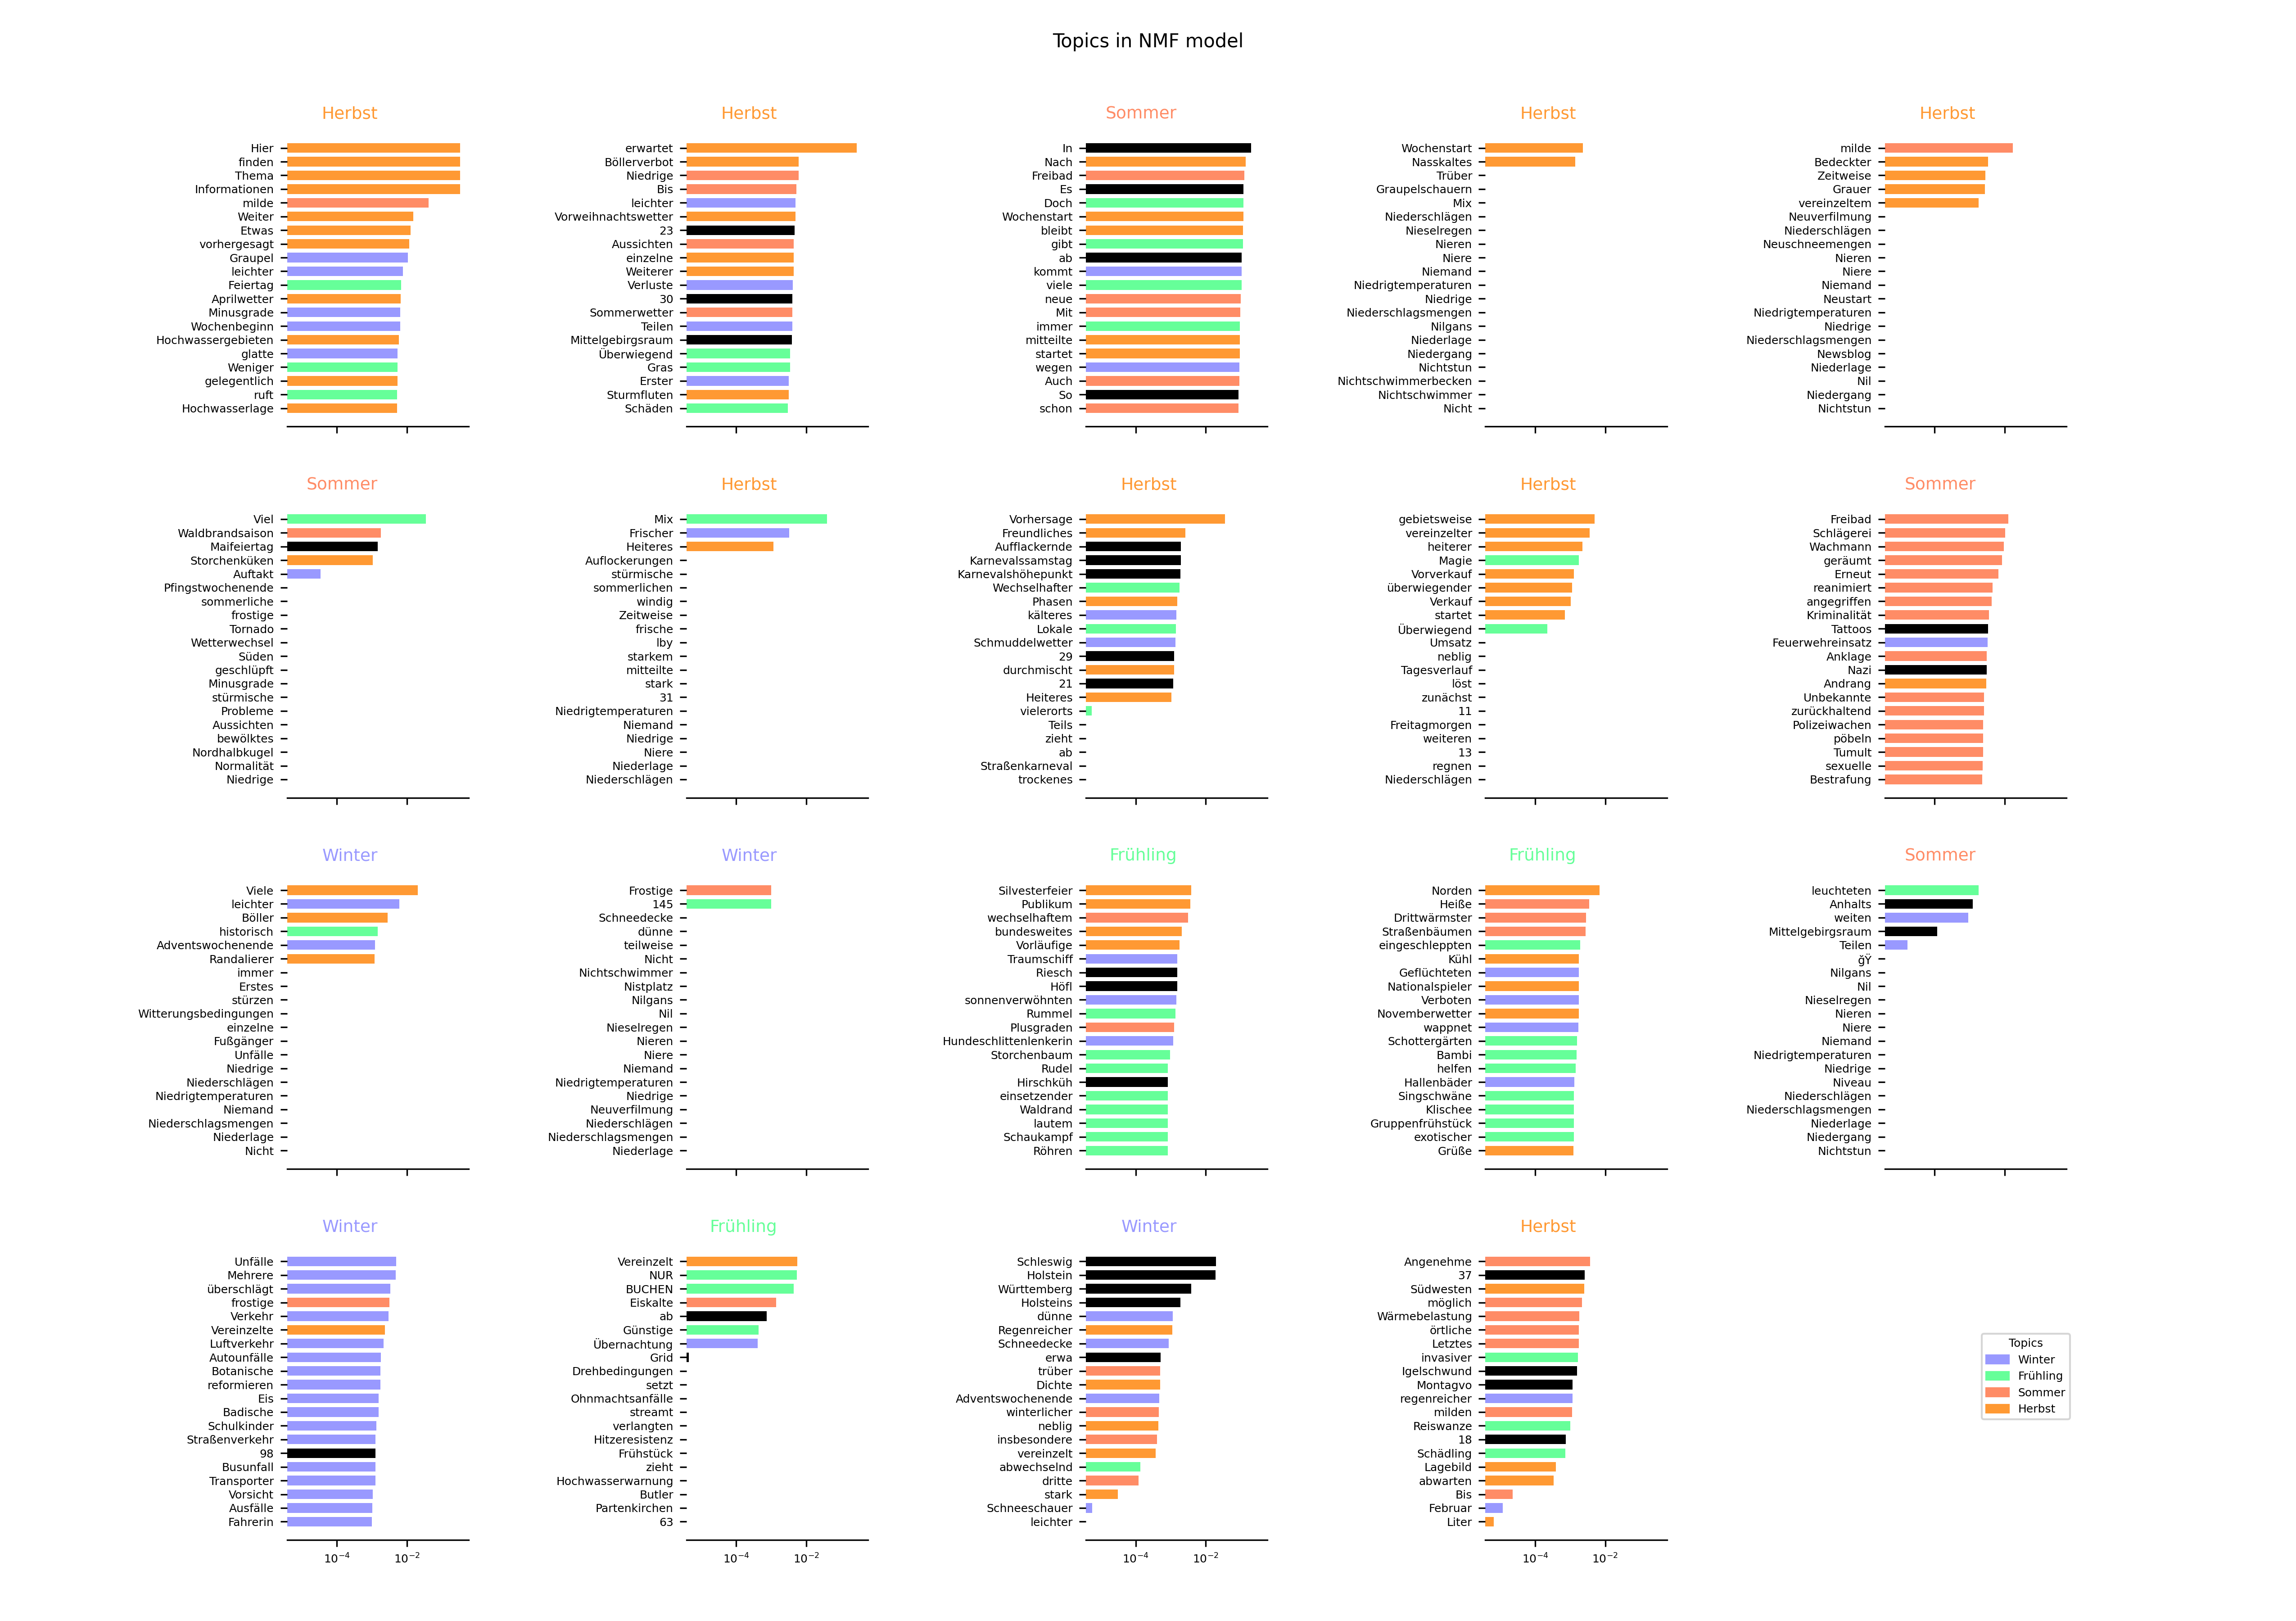 Topics in NMF model
Herbst
Hier
finden
Thema
Informationen
milde
Weiter
Etwas
vorhergesagt
Graupel
leichter
Feiertag
Aprilwetter
Minusgrade
Wochenbeginn
Hochwassergebieten
glatte
Weniger
gelegentlich
ruft
Hochwasserlage
Herbst
erwartet
Böllerverbot
Niedrige
Bis
leichter
Vorweihnachtswetter
23
Aussichten
einzelne
Weiterer
Verluste
30
Sommerwetter
Teilen
Mittelgebirgsraum
Überwiegend
Gras
Erster
Sturmfluten
Schäden
Sommer
In
Nach
Freibad
Es
Doch
Wochenstart
bleibt
gibt
ab
kommt
viele
neue
Mit
immer
mitteilte
startet
wegen
Auch
So
schon
Herbst
Wochenstart
Nasskaltes
Trüber
Graupelschauern
Mix
Niederschlägen
Nieselregen
Nieren
Niere
Niemand
Niedrigtemperaturen
Niedrige
Niederschlagsmengen
Nilgans
Niederlage
Niedergang
Nichtstun
Nichtschwimmerbecken
Nichtschwimmer
Nicht
Herbst
milde
Bedeckter
Zeitweise
Grauer
vereinzeltem
Neuverfilmung
Niederschlägen
Neuschneemengen
Nieren
Niere
Niemand
Neustart
Niedrigtemperaturen
Niedrige
Niederschlagsmengen
Newsblog
Niederlage
Nil
Niedergang
Nichtstun
Sommer
Viel
Waldbrandsaison
Maifeiertag
Storchenküken
Auftakt
Pfingstwochenende
sommerliche
frostige
Tornado
Wetterwechsel
Süden
geschlüpft
Minusgrade
stürmische
Probleme
Aussichten
bewölktes
Nordhalbkugel
Normalität
Niedrige
Herbst
Mix
Frischer
Heiteres
Auflockerungen
stürmische
sommerlichen
windig
Zeitweise
frische
lby
starkem
mitteilte
stark
31
Niedrigtemperaturen
Niemand
Niedrige
Niere
Niederlage
Niederschlägen
Herbst
Vorhersage
Freundliches
Aufflackernde
Karnevalssamstag
Karnevalshöhepunkt
Wechselhafter
Phasen
kälteres
Lokale
Schmuddelwetter
29
durchmischt
21
Heiteres
vielerorts
Teils
zieht
ab
Straßenkarneval
trockenes
Herbst
gebietsweise
vereinzelter
heiterer
Magie
Vorverkauf
überwiegender
Verkauf
startet
Überwiegend
Umsatz
neblig
Tagesverlauf
löst
zunächst
11
Freitagmorgen
weiteren
13
regnen
Niederschlägen
Sommer
Freibad
Schlägerei
Wachmann
geräumt
Erneut
reanimiert
angegriffen
Kriminalität
Tattoos
Feuerwehreinsatz
Anklage
Nazi
Andrang
Unbekannte
zurückhaltend
Polizeiwachen
pöbeln
Tumult
sexuelle
Bestrafung
Winter
Viele
leichter
Böller
historisch
Adventswochenende
Randalierer
immer
Erstes
stürzen
Witterungsbedingungen
einzelne
Fußgänger
Unfälle
Niedrige
Niederschlägen
Niedrigtemperaturen
Niemand
Niederschlagsmengen
Niederlage
Nicht
Winter
Frostige
145
Schneedecke
dünne
teilweise
Nicht
Nichtschwimmer
Nistplatz
Nilgans
Nil
Nieselregen
Nieren
Niere
Niemand
Niedrigtemperaturen
Niedrige
Neuverfilmung
Niederschlägen
Niederschlagsmengen
Niederlage
Frühling
Silvesterfeier
Publikum
wechselhaftem
bundesweites
Vorläufige
Traumschiff
Riesch
Höfl
sonnenverwöhnten
Rummel
Plusgraden
Hundeschlittenlenkerin
Storchenbaum
Rudel
Hirschküh
einsetzender
Waldrand
lautem
Schaukampf
Röhren
Frühling
Norden
Heiße
Drittwärmster
Straßenbäumen
eingeschleppten
Kühl
Geflüchteten
Nationalspieler
Verboten
Novemberwetter
wappnet
Schottergärten
Bambi
helfen
Hallenbäder
Singschwäne
Klischee
Gruppenfrühstück
exotischer
Grüße
Sommer
leuchteten
Anhalts
weiten
Mittelgebirgsraum
Teilen
ğŸ
Nilgans
Nil
Nieselregen
Nieren
Niere
Niemand
Niedrigtemperaturen
Niedrige
Niveau
Niederschlägen
Niederschlagsmengen
Niederlage
Niedergang
Nichtstun
Winter
Unfälle
Mehrere
überschlägt
frostige
Verkehr
Vereinzelte
Luftverkehr
Autounfälle
Botanische
reformieren
Eis
Badische
Schulkinder
Straßenverkehr
98
Busunfall
Transporter
Vorsicht
Ausfälle
Fahrerin
10⁻⁴ 10⁻²
Frühling
Vereinzelt
NUR
BUCHEN
Eiskalte
ab
Günstige
Übernachtung
Grid
Drehbedingungen
setzt
Ohnmachtsanfälle
streamt
verlangten
Hitzeresistenz
Frühstück
zieht
Hochwasserwarnung
Butler
Partenkirchen
63
10⁻⁴ 10⁻²
Winter
Schleswig
Holstein
Württemberg
Holsteins
dünne
Regenreicher
Schneedecke
erwa
trüber
Dichte
Adventswochenende
winterlicher
neblig
insbesondere
vereinzelt
abwechselnd
dritte
stark
Schneeschauer
leichter
10⁻⁴ 10⁻²
Herbst
Angenehme
37
Südwesten
möglich
Wärmebelastung
örtliche
Letztes
invasiver
Igelschwund
Montagvo
regenreicher
milden
Reiswanze
18
Schädling
Lagebild
abwarten
Bis
Februar
Liter
10⁻⁴ 10⁻²
Topics
Winter
Frühling
Sommer
Herbst